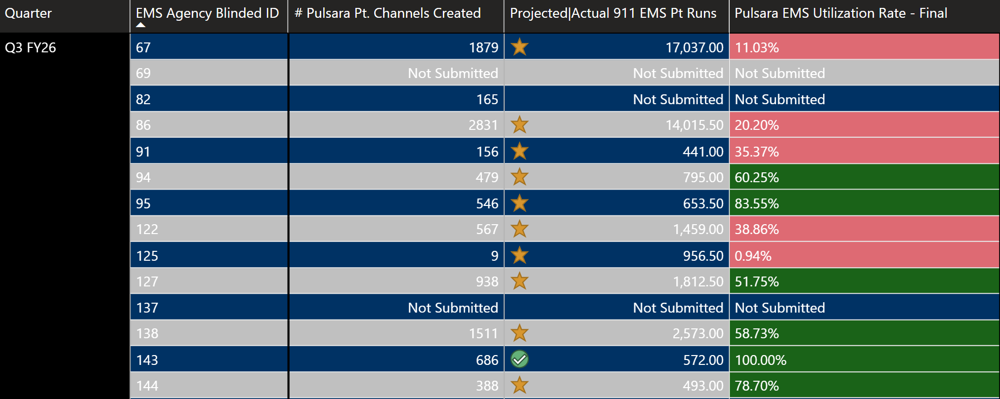 Quarter EMS Agency Blinded ID # Pulsara Pt. Channels Created Projected|Actual 911 EMS Pt Runs Pulsara EMS Utilization Rate - Final
Q3 FY26 67 1879 17,037.00 11.03%
69 Not Submitted Not Submitted Not Submitted
82 165 Not Submitted Not Submitted
86 2831 14,015.50 20.20%
91 156 441.00 35.37%
94 479 795.00 60.25%
95 546 653.50 83.55%
122 567 1,459.00 38.86%
125 9 956.50 0.94%
127 938 1,812.50 51.75%
137 Not Submitted Not Submitted Not Submitted
138 1511 2,573.00 58.73%
143 686 572.00 100.00%
144 388 493.00 78.70%